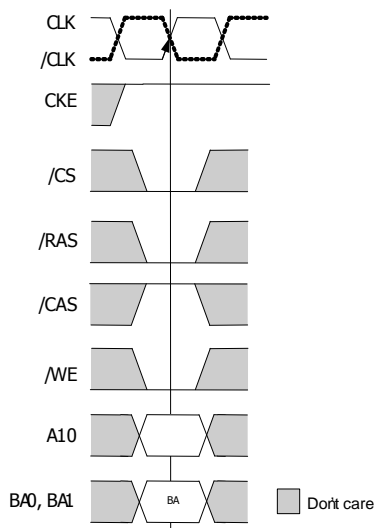 CLK
/CLK
CKE
/CS
/RAS
/CAS
/WE
A10
BA0, BA1
BA
Don't care